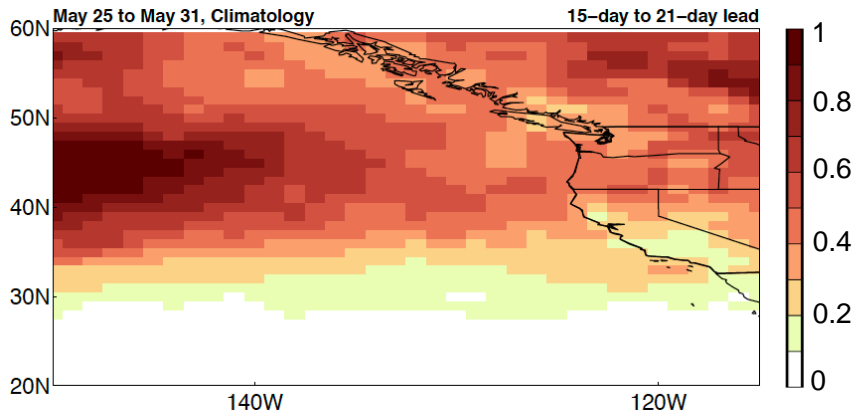 May 25 to May 31, Climatology 15−day to 21−day lead
60N
50N
40N
30N
20N
140W 120W
1
0.8
0.6
0.4
0.2
0